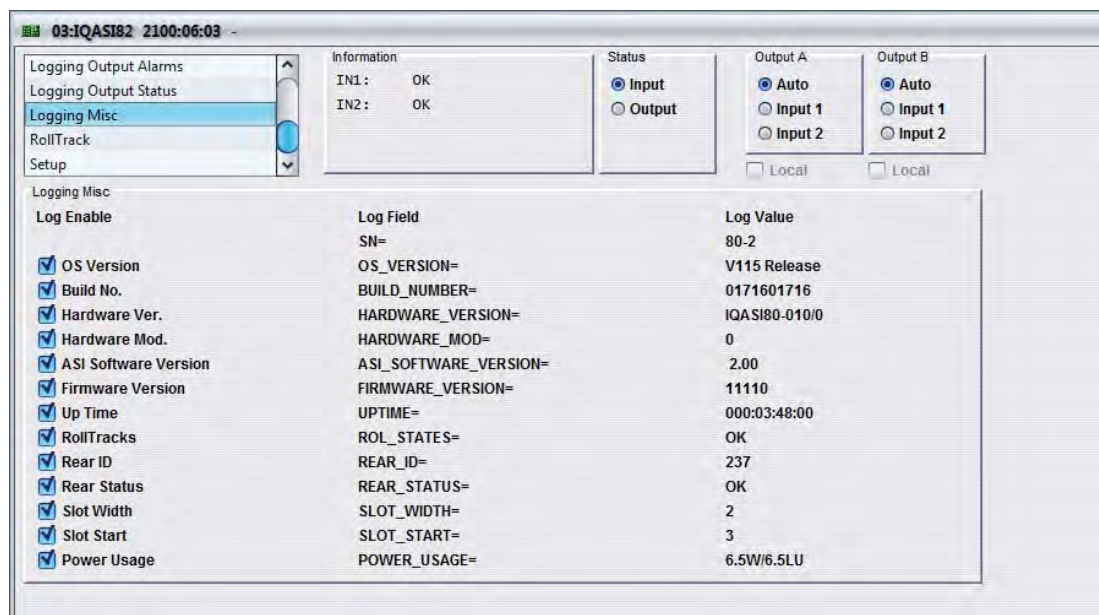 03:IQASI82 2100:06:03 -
Logging Output Alarms
Logging Output Status
Logging Misc
RollTrack
Setup
Information
IN1: OK
IN2: OK
Status
Input
Output
Output A
Auto
Input 1
Input 2
Local
Output B
Auto
Input 1
Input 2
Local
Logging Misc
Log Enable Log Field Log Value
SN= 80-2
OS Version OS_VERSION= V115 Release
Build No. BUILD_NUMBER= 0171601716
Hardware Ver. HARDWARE_VERSION= IQASI80-010/0
Hardware Mod. HARDWARE_MOD= 0
ASI Software Version ASI_SOFTWARE_VERSION= 2.00
Firmware Version FIRMWARE_VERSION= 11110
Up Time UPTIME= 000:03:48:00
RollTracks ROL_STATES= OK
Rear ID REAR_ID= 237
Rear Status REAR_STATUS= OK
Slot Width SLOT_WIDTH= 2
Slot Start SLOT_START= 3
Power Usage POWER_USAGE= 6.5W/6.5LU